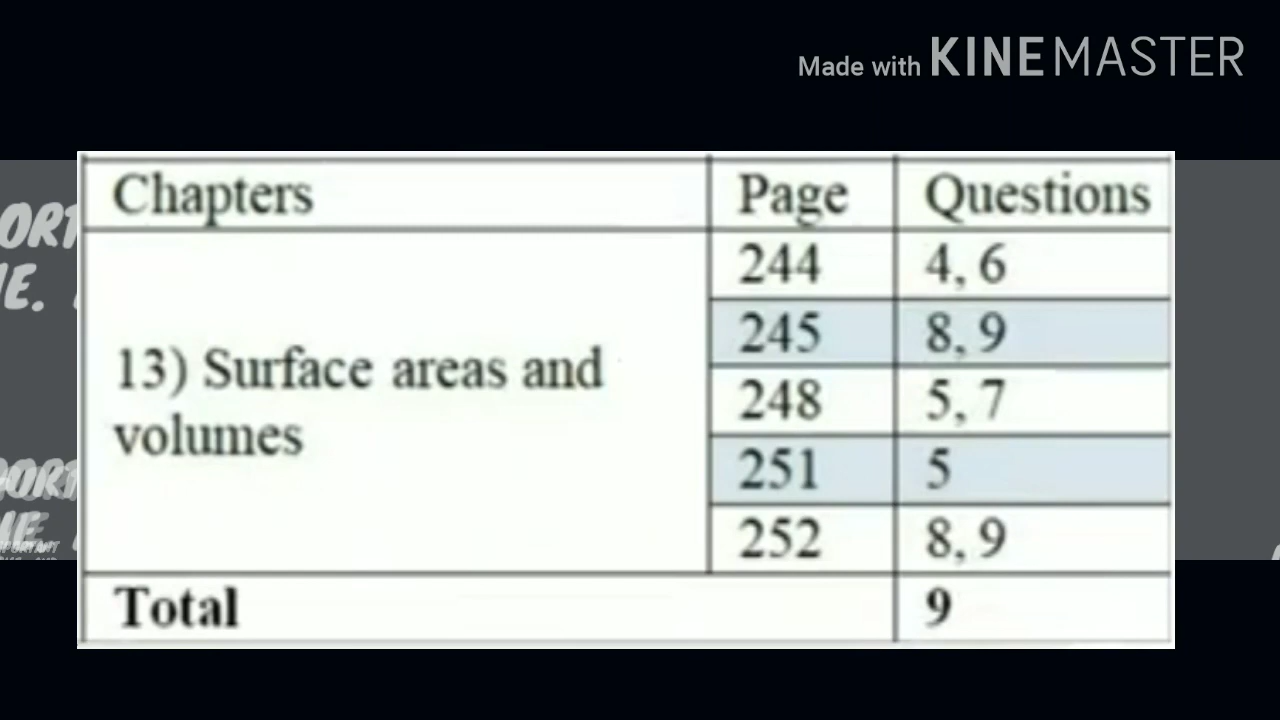 Made with KINEMASTER
Chapters Page Questions
244 4, 6
245 8, 9
13) Surface areas and
volumes
248 5, 7
251 5
252 8, 9
Total 9